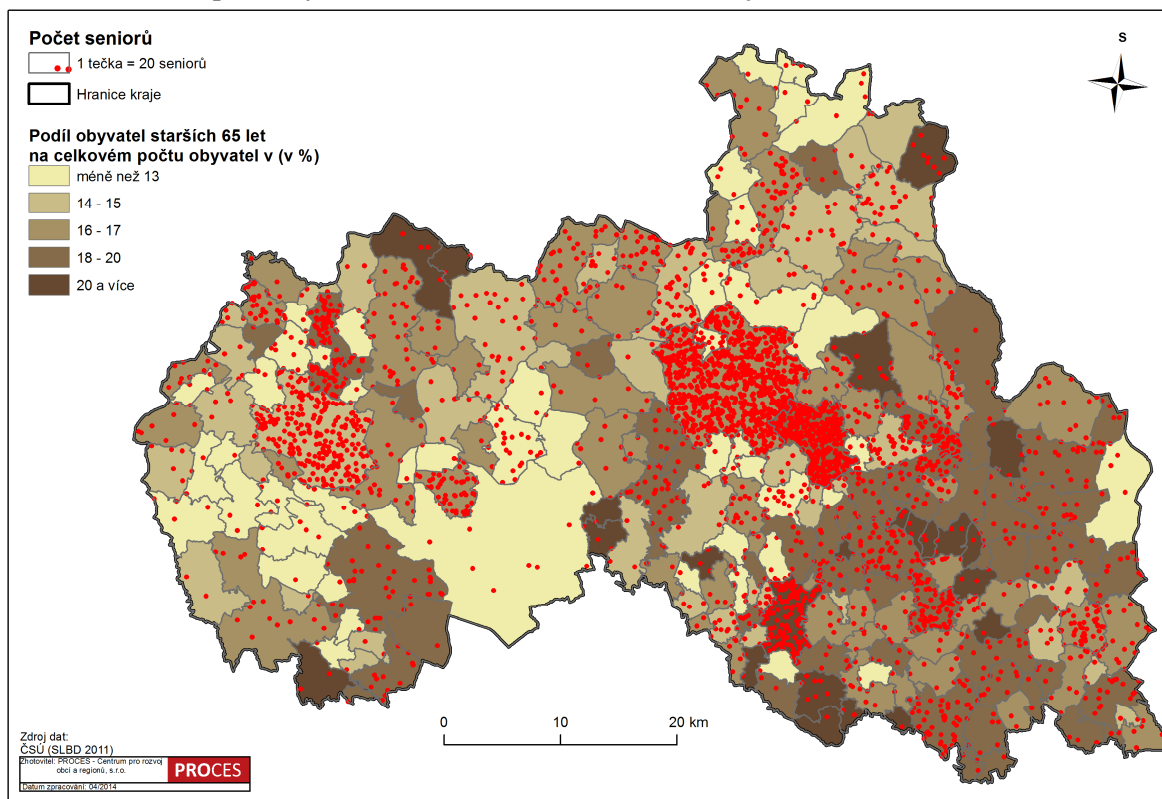 Počet seniorů
1 tečka = 20 seniorů
Hranice kraje
Podíl obyvatel starších 65 let
na celkovém počtu obyvatel v (v %)
méně než 13
14 - 15
16 - 17
18 - 20
20 a více
S
0 10 20 km
Zdroj dat:
ČSÚ (SLBD 2011)
Zhotovitel: PROCES - Centrum pro rozvoj
obcí a regionů, s.r.o.
PROCES
Datum zpracování: 04/2014